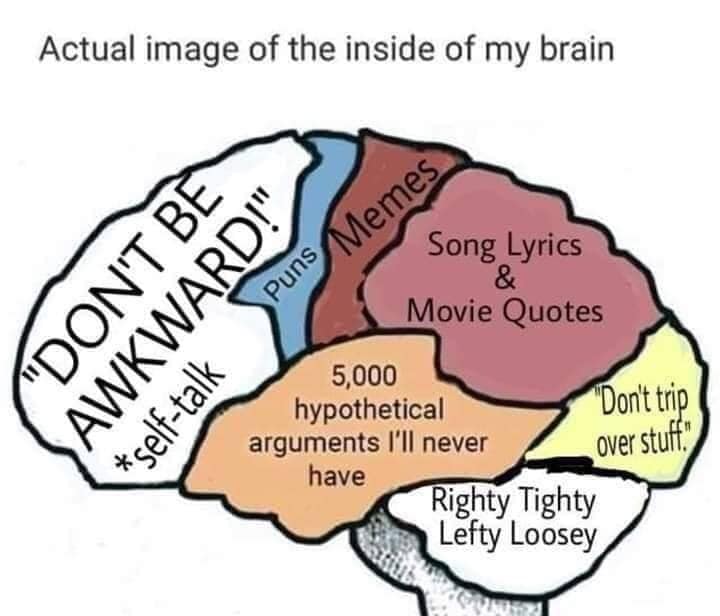 Actual image of the inside of my brain
"DON'T BE
AWKWARD!"
*self-talk
Puns
Memes
Song Lyrics
&
Movie Quotes
5,000
hypothetical
arguments I'll never
have
"Don't trip
over stuff."
Righty Tighty
Lefty Loosey